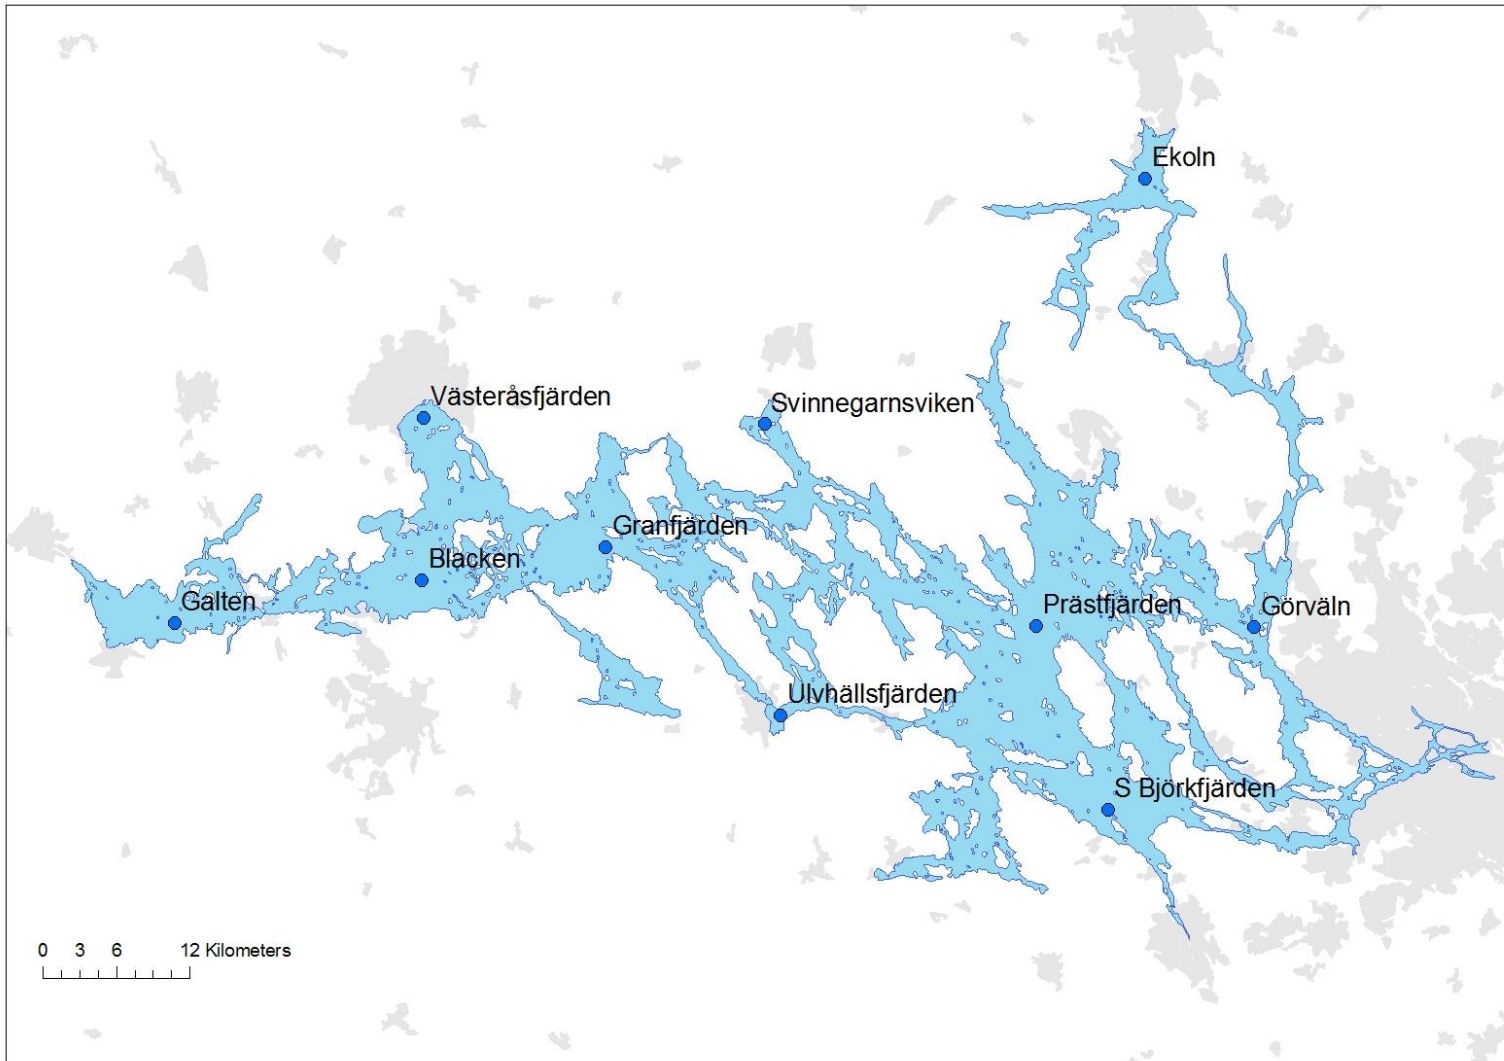 Ekoln
Västeråsfjärden
Svinnegarnsviken
Granfjärden
Blacken
Galten
Prästfjärden
Görväln
Ulvhällsfjärden
S Björkfjärden
0 3 6 12 Kilometers